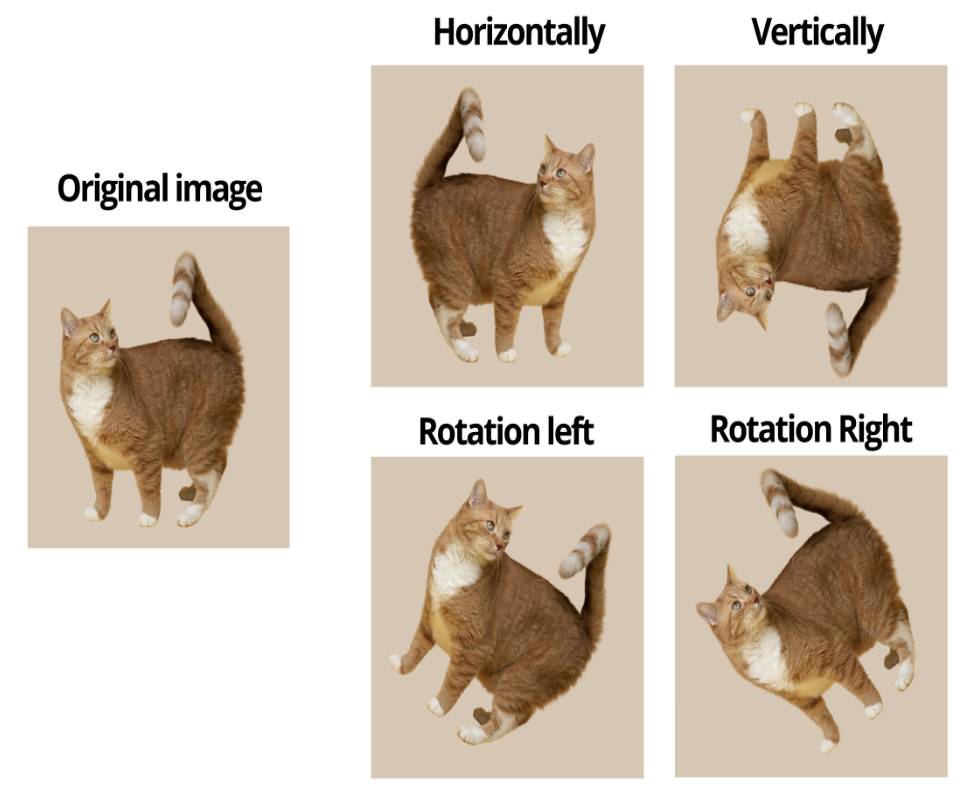 Horizontally
Vertically
Original image
Rotation left
Rotation Right